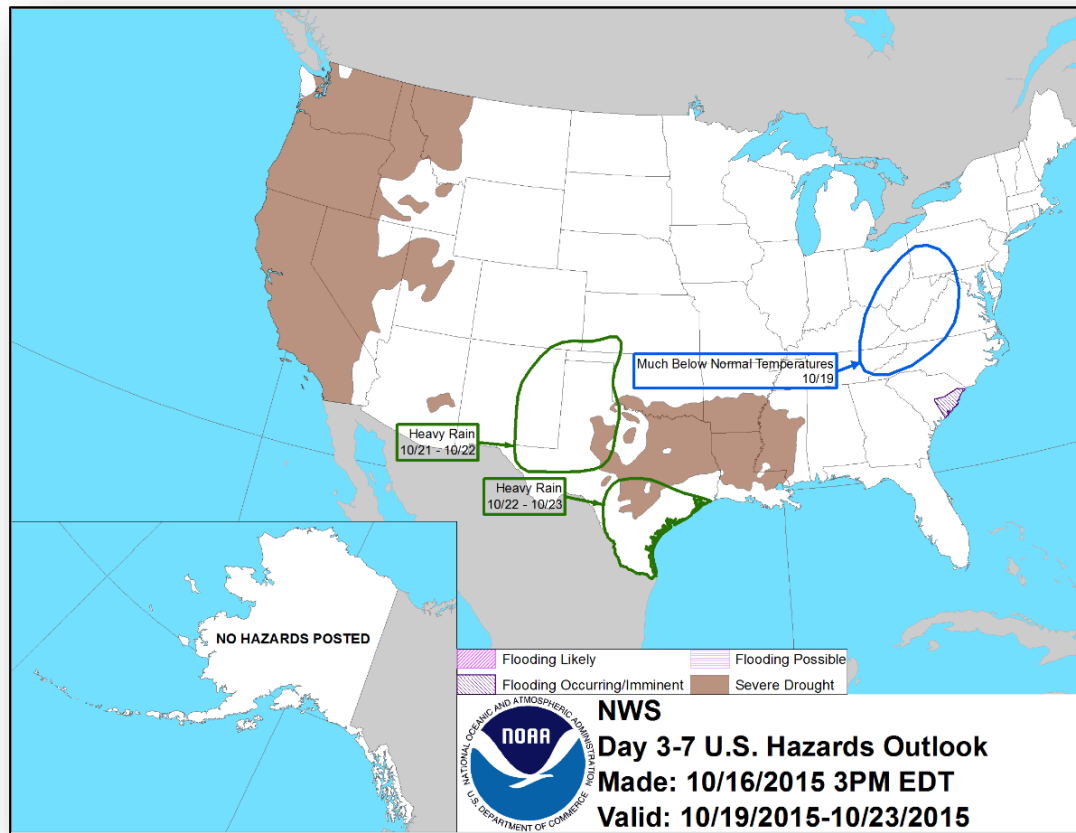 Much Below Normal Temperatures
10/19
Heavy Rain
10/21 - 10/22
Heavy Rain
10/22 - 10/23
NO HAZARDS POSTED
Flooding Likely
Flooding Possible
Flooding Occurring/Imminent
Severe Drought
NOAA
NATIONAL OCEANIC AND ATMOSPHERIC ADMINISTRATION
U.S. DEPARTMENT OF COMMERCE
NWS
Day 3-7 U.S. Hazards Outlook
Made: 10/16/2015 3PM EDT
Valid: 10/19/2015-10/23/2015